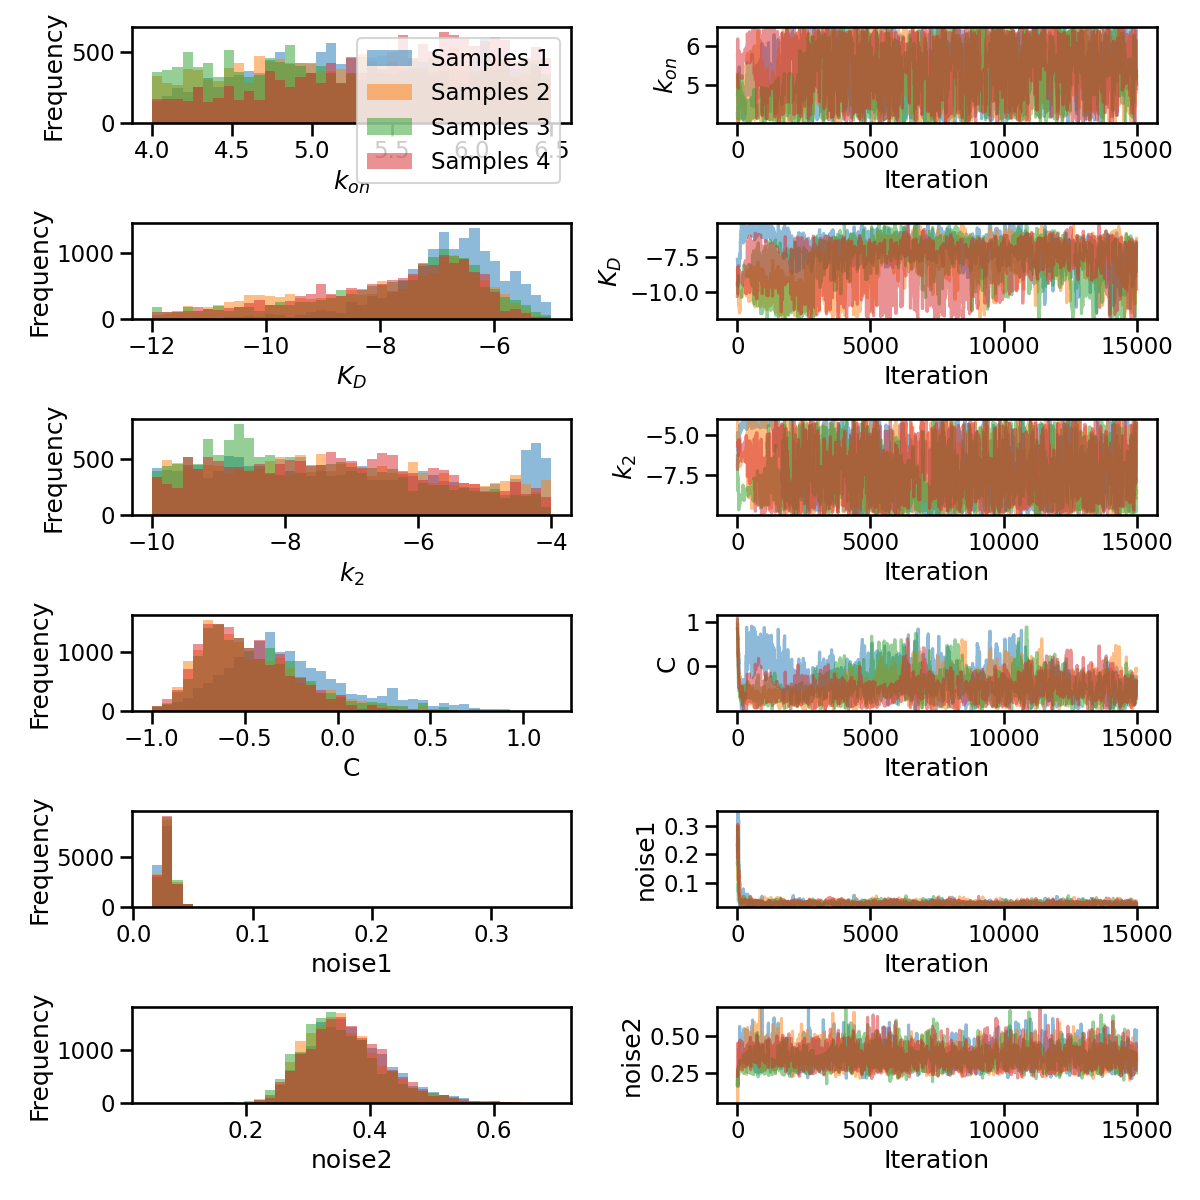 Frequency
500
0
4.0 4.5 5.0 5.5 6.0 6.5
k_on
Samples 1
Samples 2
Samples 3
Samples 4
k_on
6
5
0 5000 10000 15000
Iteration
Frequency
1000
0
−12 −10 −8 −6
K_D
K_D
−7.5
−10.0
0 5000 10000 15000
Iteration
Frequency
500
0
−10 −8 −6 −4
k_2
k_2
−5.0
−7.5
0 5000 10000 15000
Iteration
Frequency
1000
0
−1.0 −0.5 0.0 0.5 1.0
C
C
1
0
0 5000 10000 15000
Iteration
Frequency
5000
0
0.0 0.1 0.2 0.3
noise1
noise1
0.3
0.2
0.1
0 5000 10000 15000
Iteration
Frequency
1000
0
0.2 0.4 0.6
noise2
noise2
0.50
0.25
0 5000 10000 15000
Iteration